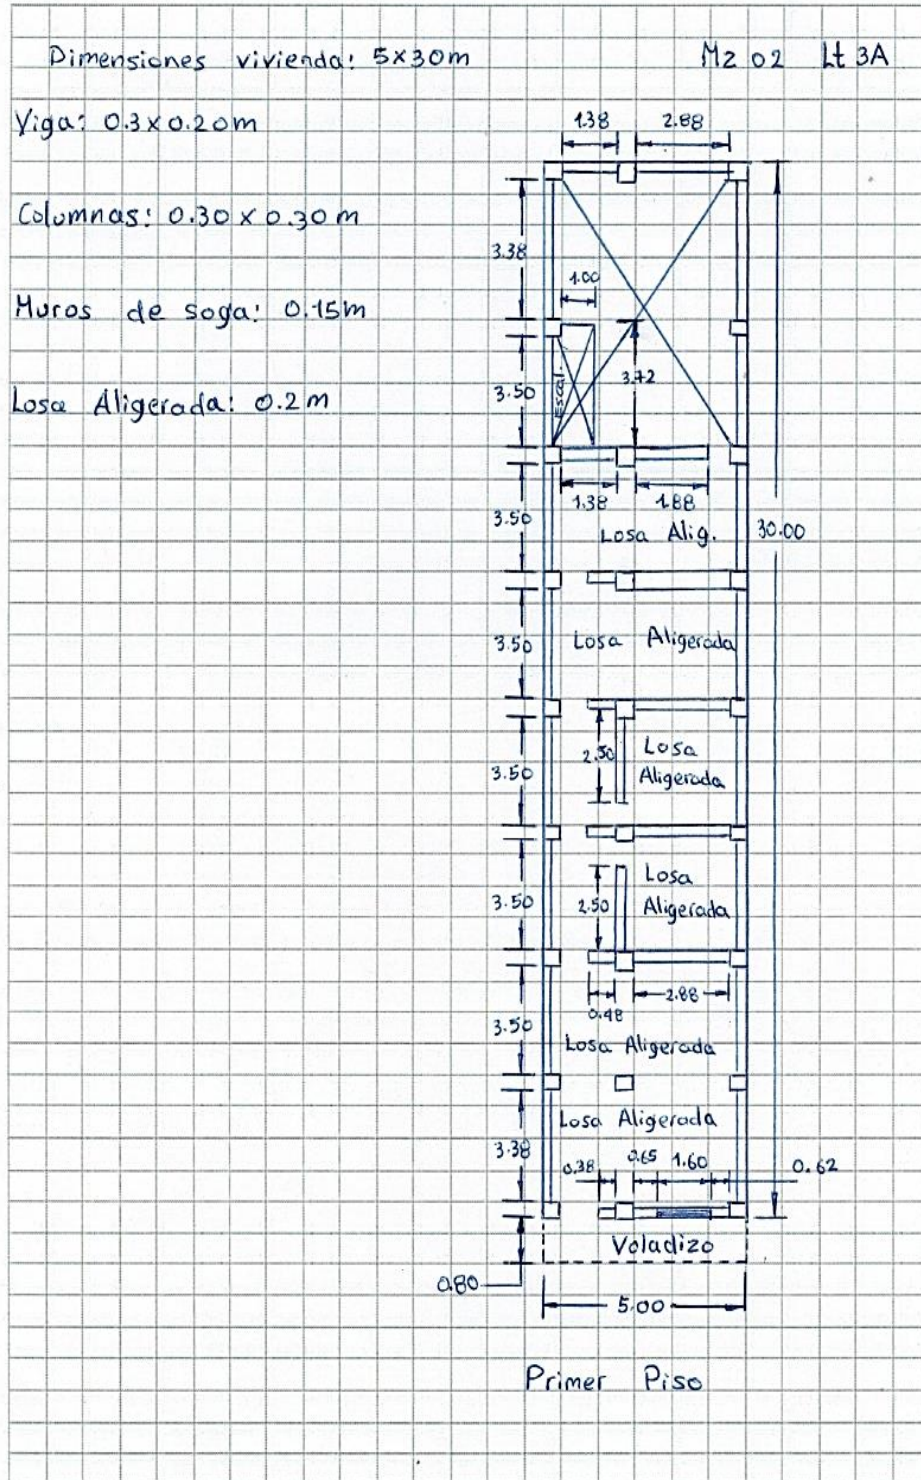 Dimensiones vivienda: 5x30m
Mz 02 Lt 3A
Viga: 0.3x0.20m
1.38 2.88
Columnas: 0.30 x 0.30m
3.38
1.00
Muros de soga: 0.15m
3.72
Escal.
3.50
Losa Aligerada: 0.2m
1.38 1.88
3.50
Losa Alig.
30.00
3.50
Losa Aligerada
2.50
Losa
Aligerada
3.50
Losa
Aligerada
3.50
2.50
0.48
2.88
3.50
Losa Aligerada
Losa Aligerada
3.38
0.38 0.65 1.60 0.62
Voladizo
0.80
5.00
Primer Piso